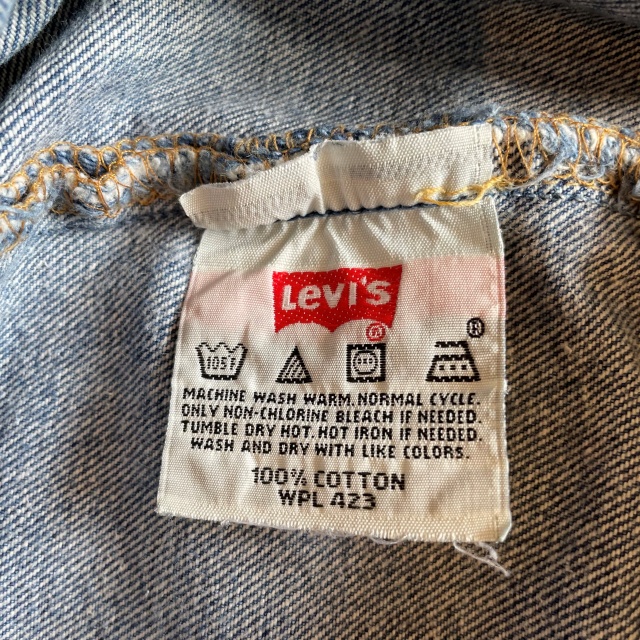 Levi's
®
®
105°
MACHINE WASH WARM. NORMAL CYCLE.
ONLY NON-CHLORINE BLEACH IF NEEDED.
TUMBLE DRY HOT. HOT IRON IF NEEDED.
WASH AND DRY WITH LIKE COLORS.
100% COTTON
WPL 423